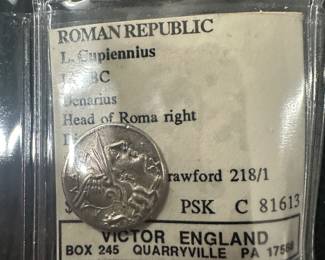 ROMAN REPUBLIC
L. Cupiennius
BC
Denarius
Head of Roma right
rawford 218/1
PSK C 81613
VICTOR ENGLAND
BOX 245 QUARRYVILLE PA